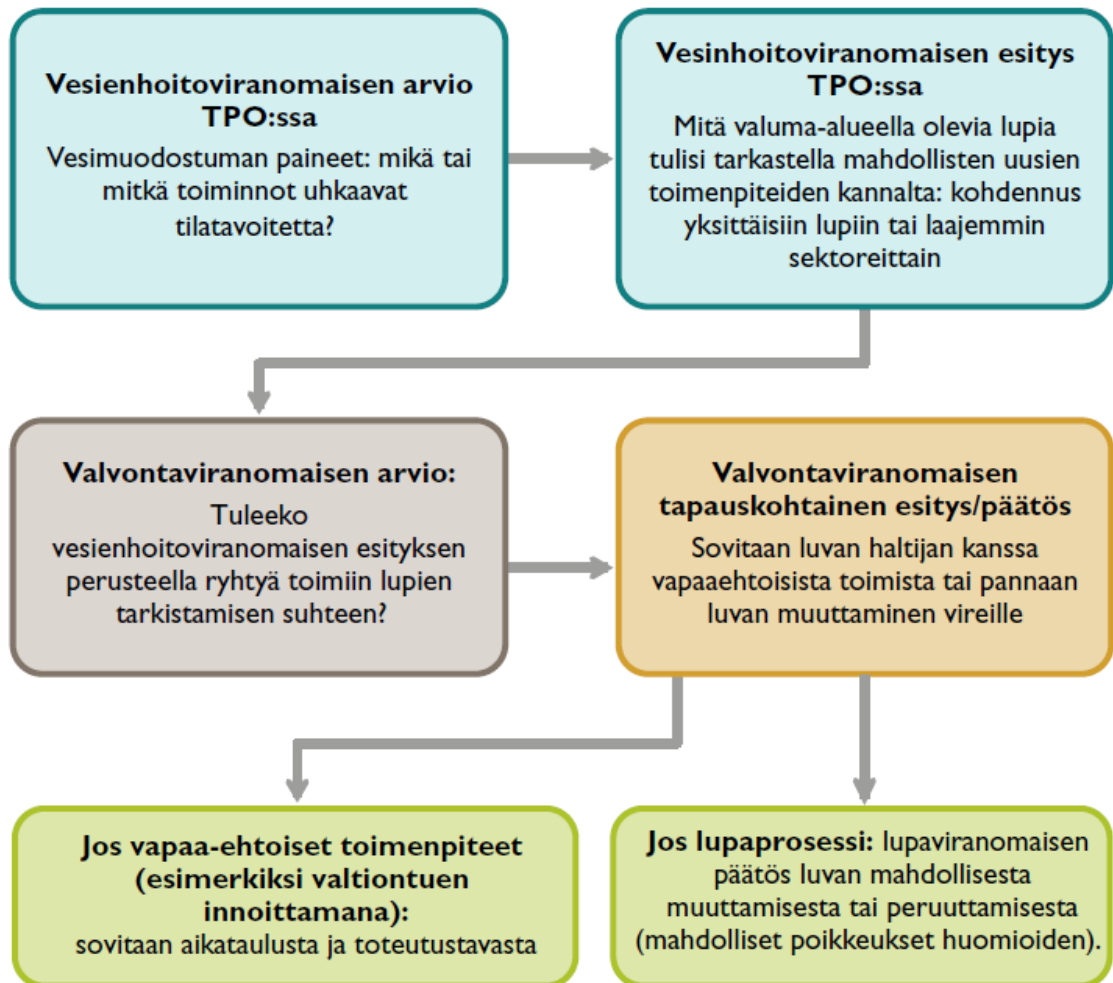 Vesienhoitoviranomaisen arvio
TPO:ssa
Vesimuodostuman paineet: mikä tai
mitkä toiminnot uhkaavat
tilatavoitetta?
Vesinhoitoviranomaisen esitys
TPO:ssa
Mitä valuma-alueella olevia lupia
tulisi tarkastella mahdollisten uusien
toimenpiteiden kannalta: kohdennus
yksittäisiin lupiin tai laajemmin
sektoreittain
Valvontaviranomaisen arvio:
Tuleeko
vesienhoitoviranomaisen esityksen
perusteella ryhtyä toimiin lupien
tarkistamisen suhteen?
Valvontaviranomaisen
tapauskohtainen esitys/päätös
Sovitaan luvan haltijan kanssa
vapaaehtoisista toimista tai pannaan
luvan muuttaminen vireille
Jos vapaa-ehtoiset toimenpiteet
(esimerkiksi valtiontuen
innoittamana):
sovitaan aikataulusta ja toteutustavasta
Jos lupaprosessi: lupaviranomaisen
päätös luvan mahdollisesta
muuttamisesta tai peruuttamisesta
(mahdolliset poikkeukset huomioiden).